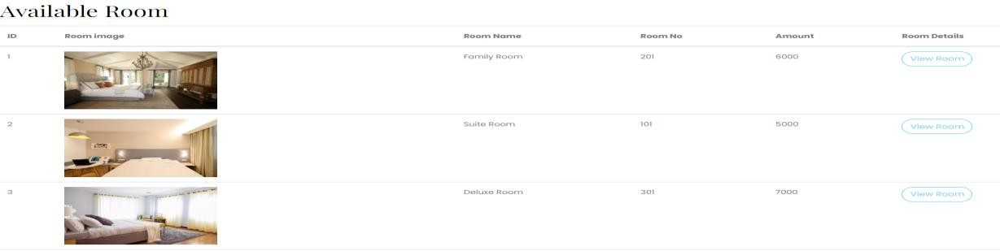 Available Room
ID Room image Room Name Room No Amount Room Details
1 Family Room 201 6000 View Room
2 Suite Room 101 5000 View Room
3 Deluxe Room 301 7000 View Room